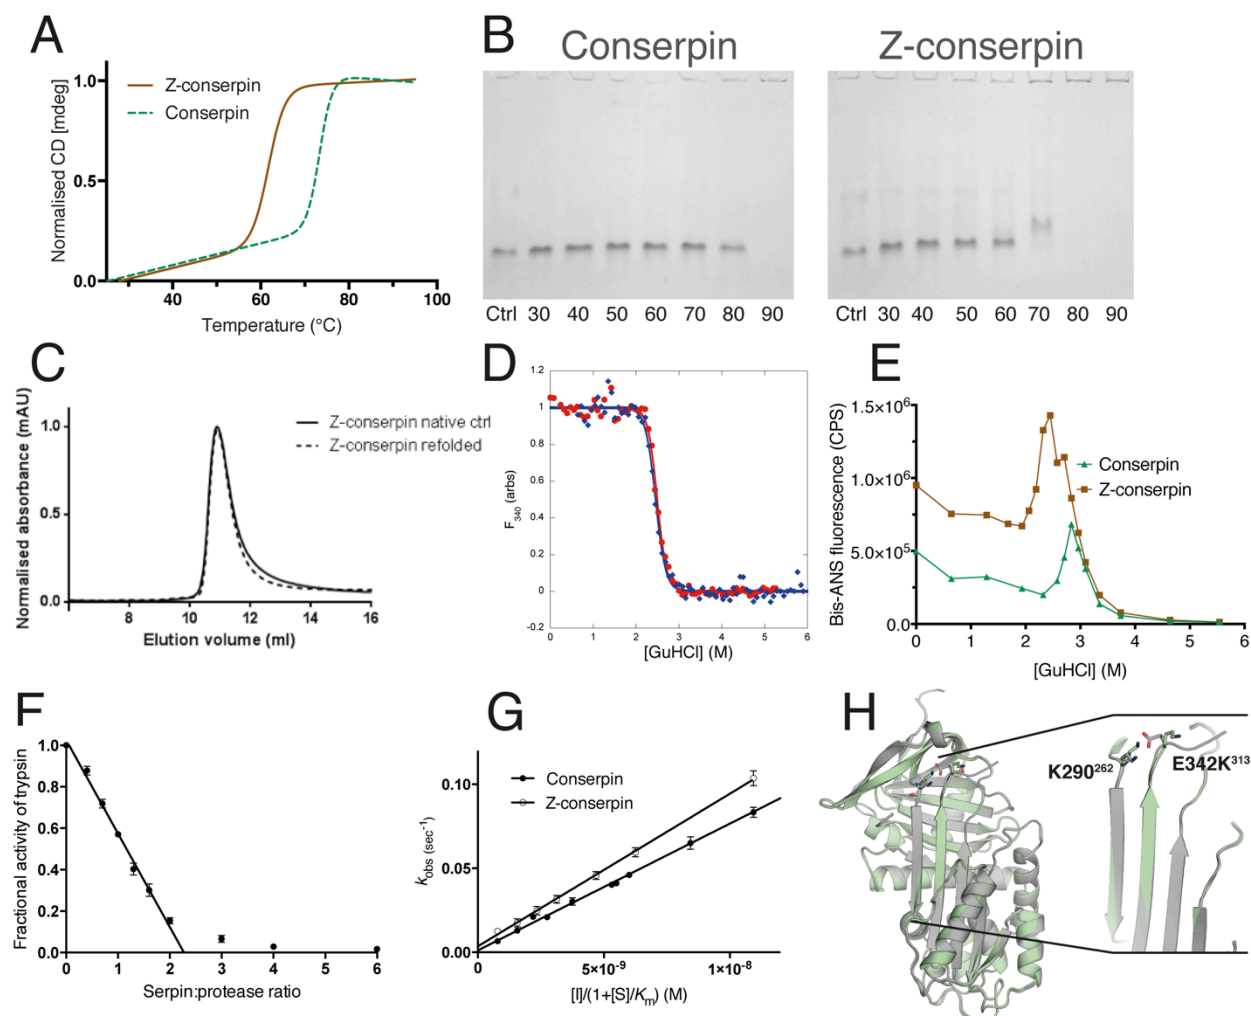 A
Normalised CD [mdeg]
1.0
0.5
0.0
Z-conserpin
Conserpin
40 60 80 100
Temperature (°C)
B
Conserpin
Z-conserpin
Ctrl 30 40 50 60 70 80 90
Ctrl 30 40 50 60 70 80 90
C
Normalised absorbance (mAU)
1.0
0.5
0.0
Z-conserpin native ctrl
Z-conserpin refolded
8 10 12 14 16
Elution volume (ml)
D
F340 (arbs)
1.2
1
0.8
0.6
0.4
0.2
0
-0.2
0 1 2 3 4 5 6
[GuHCl] (M)
E
Bis-ANS fluorescence (CPS)
1.5×10⁶
1.0×10⁶
5.0×10⁵
0.0
Conserpin
Z-conserpin
0 1 2 3 4 5 6
[GuHCl] (M)
F
Fractional activity of trypsin
1.0
0.8
0.6
0.4
0.2
0.0
0 1 2 3 4 5 6
Serpin:protease ratio
G
kobs (sec⁻¹)
0.10
0.05
0.00
Conserpin
Z-conserpin
0 5×10⁻⁹ 1×10⁻⁸
[I]/(1+[S]/Km) (M)
H
K290²⁶²
E342K³¹³